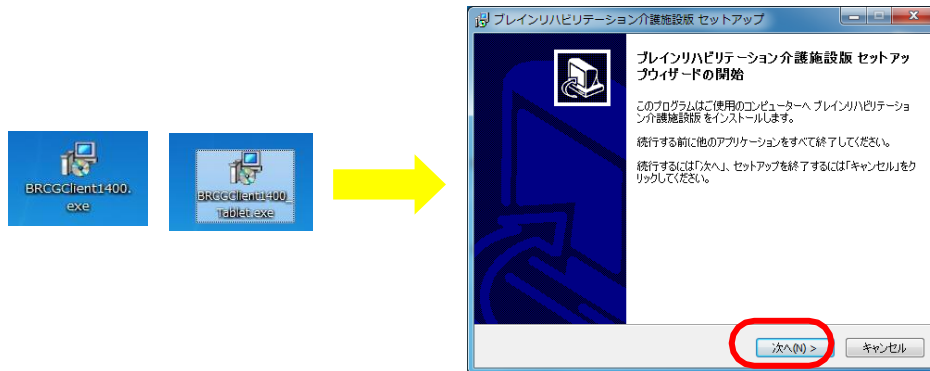 BRCGClient1400.
exe
BRCGClient1400_
Tablet.exe
ブレインリハビリテーション介護施設版 セットアップ
ブレインリハビリテーション介護施設版 セットアッ
プウィザードの開始
このプログラムはご使用のコンピューターへ ブレインリハビリテーショ
ン介護施設版 をインストールします。
続行する前に他のアプリケーションをすべて終了してください。
続行するには「次へ」、セットアップを終了するには「キャンセル」をク
リックしてください。
次へ(N) >
キャンセル